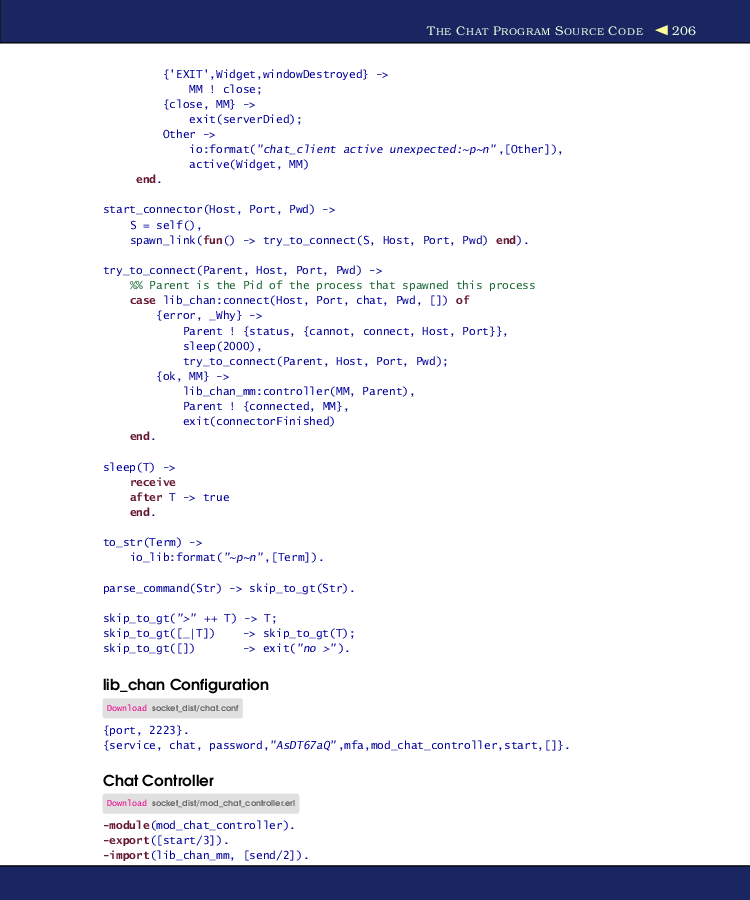 THE CHAT PROGRAM SOURCE CODE ◀ 206
{'EXIT',Widget,windowDestroyed} ->
MM ! close;
{close, MM} ->
exit(serverDied);
Other ->
io:format("chat_client active unexpected:~p~n",[Other]),
active(Widget, MM)
end.
start_connector(Host, Port, Pwd) ->
S = self(),
spawn_link(fun() -> try_to_connect(S, Host, Port, Pwd) end).
try_to_connect(Parent, Host, Port, Pwd) ->
%% Parent is the Pid of the process that spawned this process
case lib_chan:connect(Host, Port, chat, Pwd, []) of
{error, _Why} ->
Parent ! {status, {cannot, connect, Host, Port}},
sleep(2000),
try_to_connect(Parent, Host, Port, Pwd);
{ok, MM} ->
lib_chan_mm:controller(MM, Parent),
Parent ! {connected, MM},
exit(connectorFinished)
end.
sleep(T) ->
receive
after T -> true
end.
to_str(Term) ->
io_lib:format("~p~n",[Term]).
parse_command(Str) -> skip_to_gt(Str).
skip_to_gt(">" ++ T) -> T;
skip_to_gt([_|T]) -> skip_to_gt(T);
skip_to_gt([]) -> exit("no >").
lib_chan Configuration
Download socket_dist/chat.conf
{port, 2223}.
{service, chat, password,"AsDT67aQ",mfa,mod_chat_controller,start,[]}.
Chat Controller
Download socket_dist/mod_chat_controller.erl
-module(mod_chat_controller).
-export([start/3]).
-import(lib_chan_mm, [send/2]).